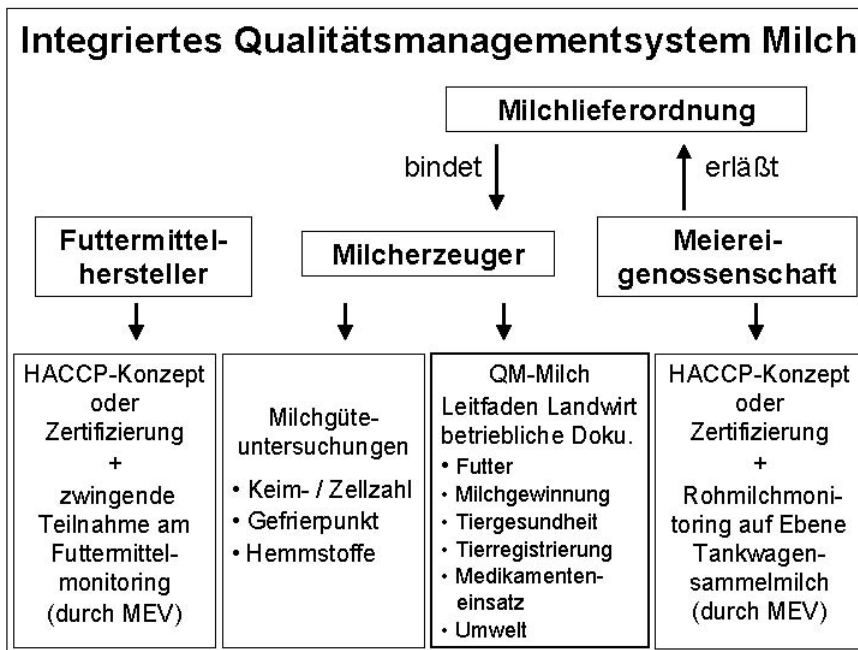 Integriertes Qualitätsmanagementsystem Milch
Milchlieferordnung
bindet
erläßt
Futtermittel-
hersteller
Milcherzeuger
Meierei-
genossenschaft
HACCP-Konzept
oder
Zertifizierung
+
zwingende
Teilnahme am
Futtermittel-
monitoring
(durch MEV)
Milchgüte-
untersuchungen
• Keim- / Zellzahl
• Gefrierpunkt
• Hemmstoffe
QM-Milch
Leitfaden Landwirt
betriebliche Doku.
• Futter
• Milchgewinnung
• Tiergesundheit
• Tierregistrierung
• Medikamenten-
einsatz
• Umwelt
HACCP-Konzept
oder
Zertifizierung
+
Rohmilchmoni-
toring auf Ebene
Tankwagen-
sammelmilch
(durch MEV)